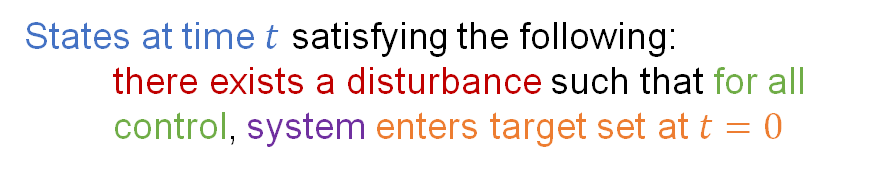 States at time t satisfying the following:
there exists a disturbance such that for all
control, system enters target set at t = 0